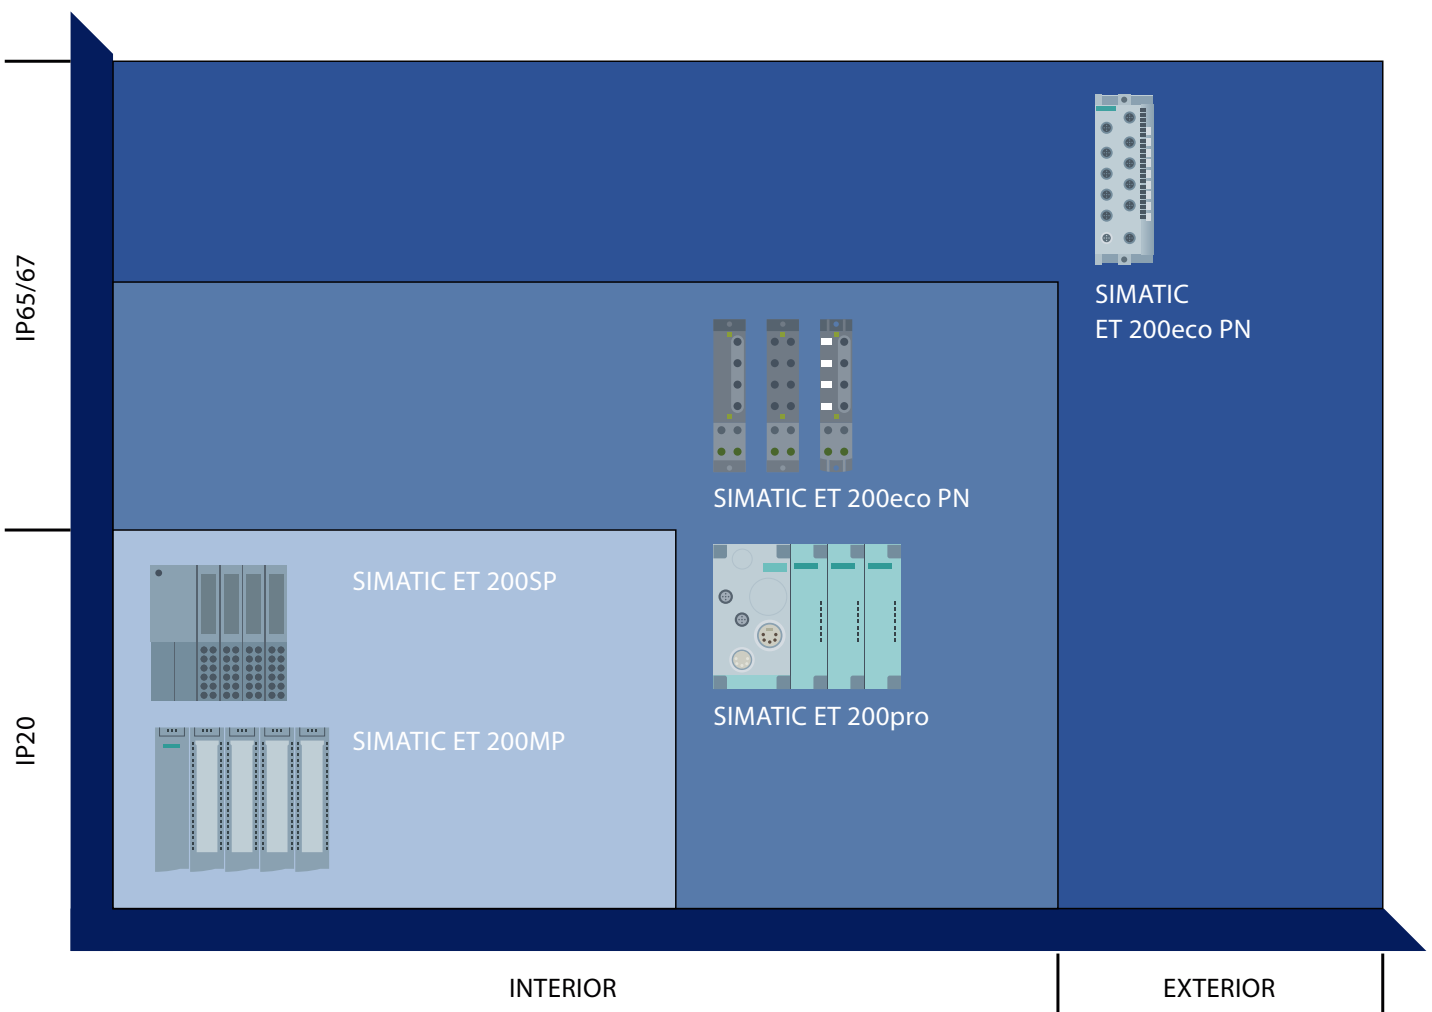 IP65/67
SIMATIC
ET 200eco PN
SIMATIC ET 200eco PN
IP20
SIMATIC ET 200SP
SIMATIC ET 200pro
SIMATIC ET 200MP
INTERIOR
EXTERIOR